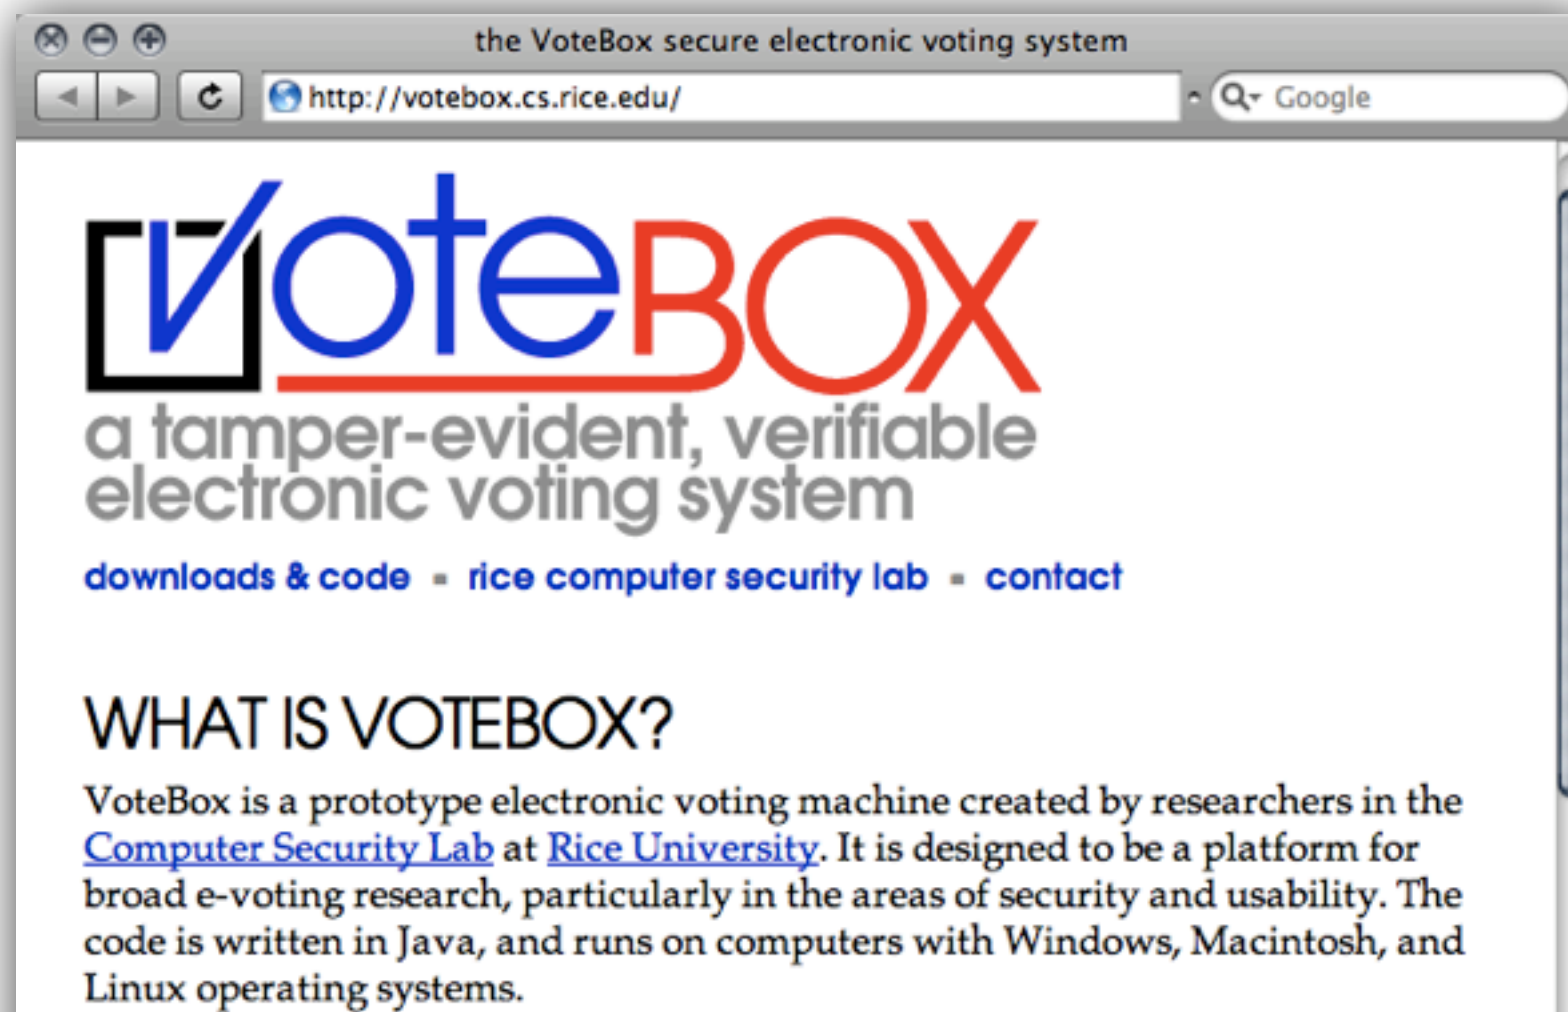 the VoteBox secure electronic voting system
http://votebox.cs.rice.edu/
Google
VoteBOX
a tamper-evident, verifiable
electronic voting system
downloads & code ▪ rice computer security lab ▪ contact
WHAT IS VOTEBOX?
VoteBox is a prototype electronic voting machine created by researchers in the
Computer Security Lab at Rice University. It is designed to be a platform for
broad e-voting research, particularly in the areas of security and usability. The
code is written in Java, and runs on computers with Windows, Macintosh, and
Linux operating systems.